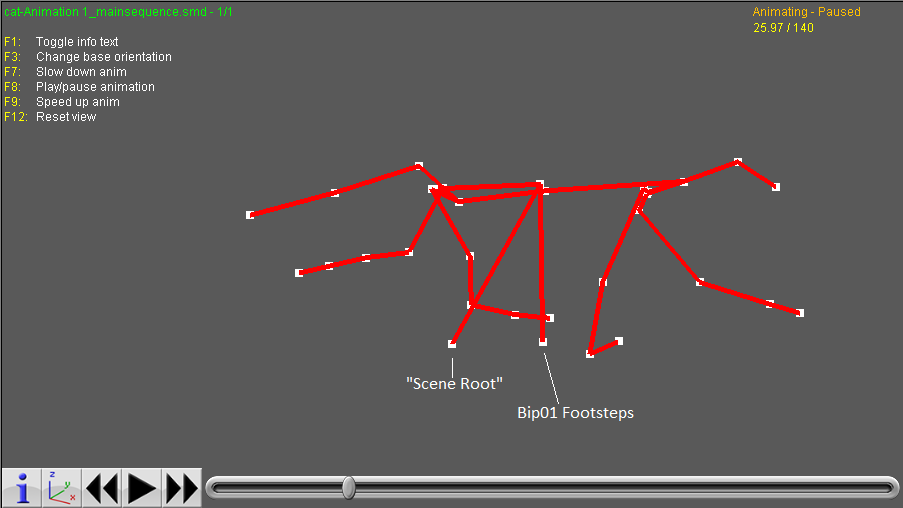 cat-Animation 1_mainsequence.smd - 1/1
Animating - Paused
25.97 / 140
F1: Toggle info text
F3: Change base orientation
F7: Slow down anim
F8: Play/pause animation
F9: Speed up anim
F12: Reset view
"Scene Root"
Bip01 Footsteps
i
z
y
x